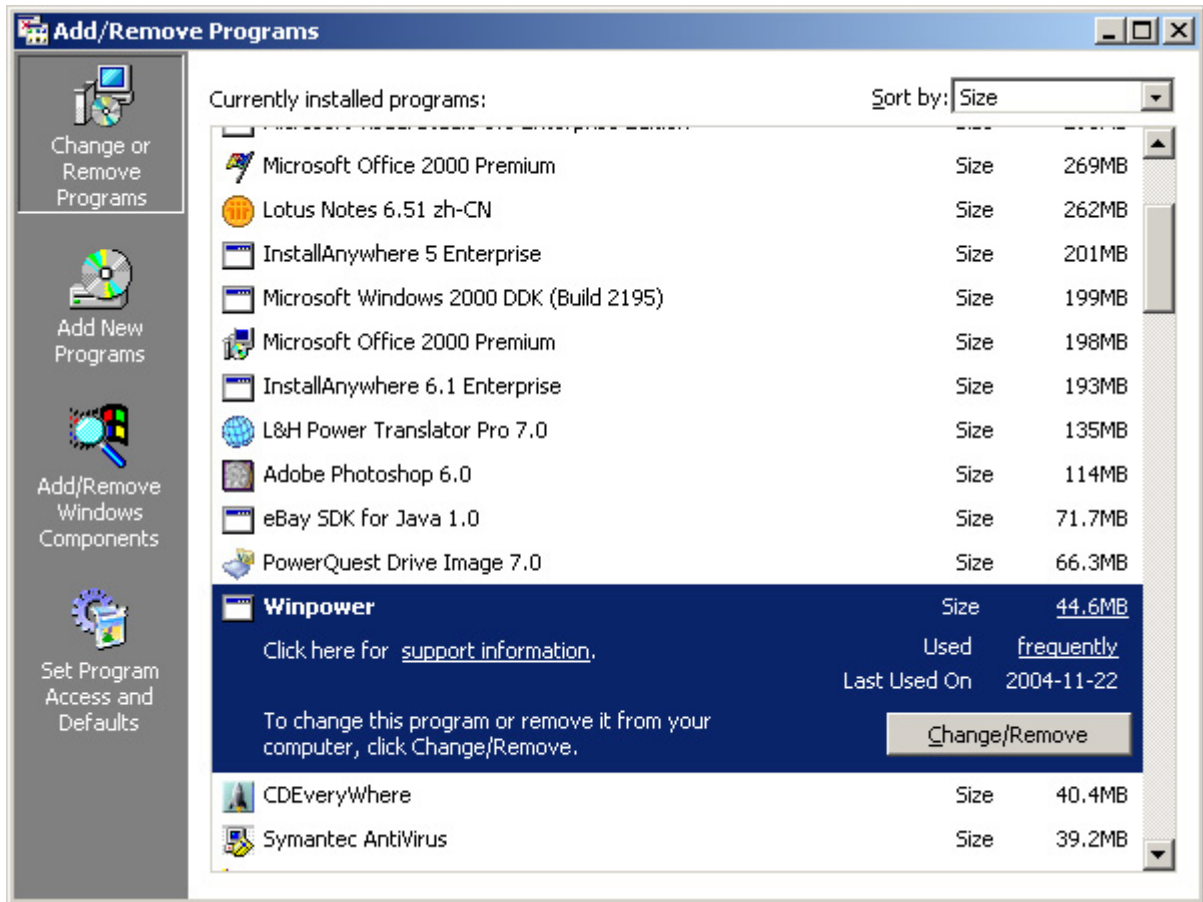 Add/Remove Programs
Change or
Remove
Programs
Add New
Programs
Add/Remove
Windows
Components
Set Program
Access and
Defaults
Currently installed programs:
Sort by: Size
Microsoft Office 2000 Premium Size 269MB
Lotus Notes 6.51 zh-CN Size 262MB
InstallAnywhere 5 Enterprise Size 201MB
Microsoft Windows 2000 DDK (Build 2195) Size 199MB
Microsoft Office 2000 Premium Size 198MB
InstallAnywhere 6.1 Enterprise Size 193MB
L&H Power Translator Pro 7.0 Size 135MB
Adobe Photoshop 6.0 Size 114MB
eBay SDK for Java 1.0 Size 71.7MB
PowerQuest Drive Image 7.0 Size 66.3MB
Winpower Size 44.6MB
Click here for support information. Used frequently
Last Used On 2004-11-22
To change this program or remove it from your
computer, click Change/Remove.
Change/Remove
CDEveryWhere Size 40.4MB
Symantec AntiVirus Size 39.2MB